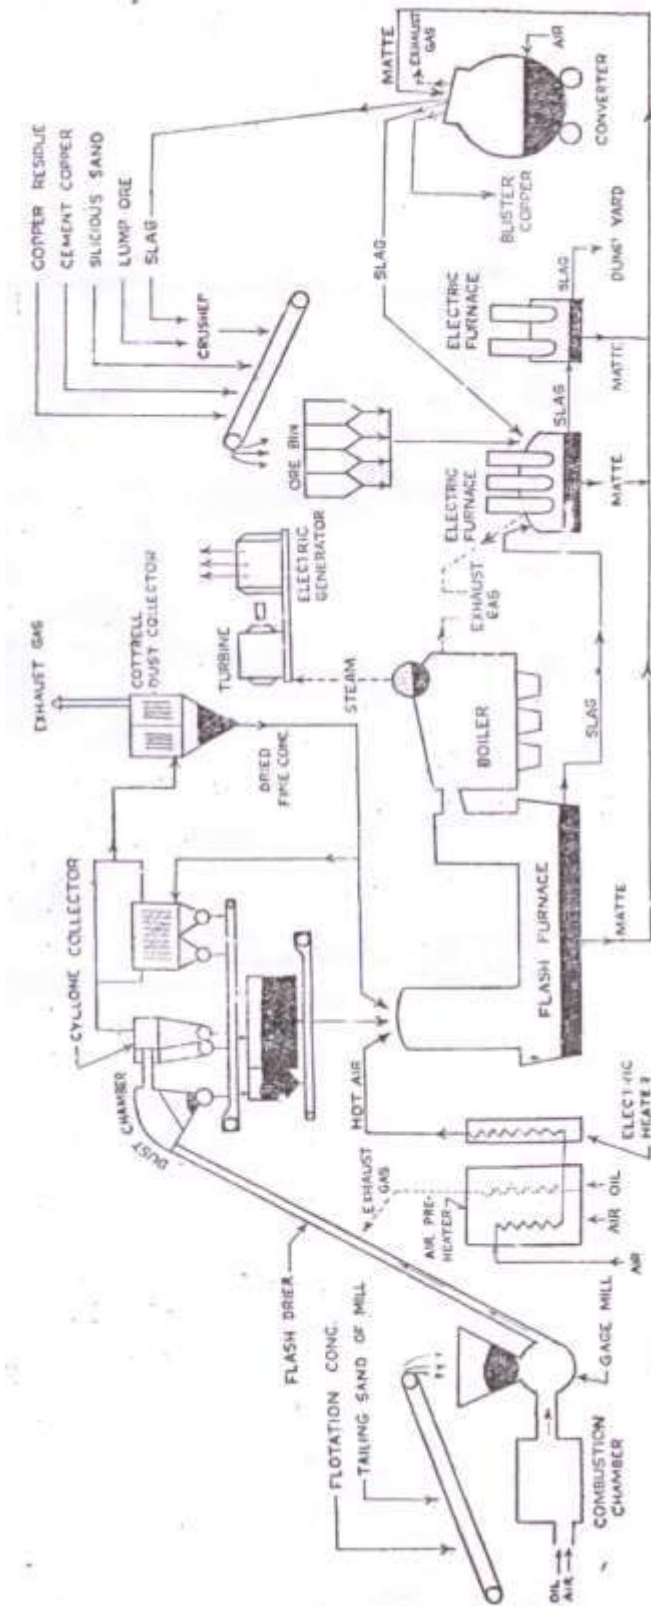 FLOTATION CONC.
TAILING SAND OF MILL
OIL
AIR
COMBUSTION
CHAMBER
GAGE MILL
FLASH DRIER
DUST
CHAMBER
CYLLONE COLLECTOR
EXHAUST
GAS
AIR PRE-
HEATER
AIR
AIR
OIL
ELECTRIC
HEATER
HOT AIR
EXHAUST GAS
COTTRELL
DUST COLLECTOR
DRIED
FINE CONC.
FLASH FURNACE
MATTE
SLAG
BOILER
STEAM
TURBINE
ELECTRIC
GENERATOR
EXHAUST
GAS
COPPER RESIDUE
CEMENT COPPER
SILICIOUS SAND
LUMP ORE
SLAG
CRUSHER
ORE BIN
ELECTRIC
FURNACE
MATTE
SLAG
ELECTRIC
FURNACE
MATTE
SLAG
DUMP YARD
SLAG
BLISTER
COPPER
MATTE
EXHAUST
GAS
AIR
CONVERTER